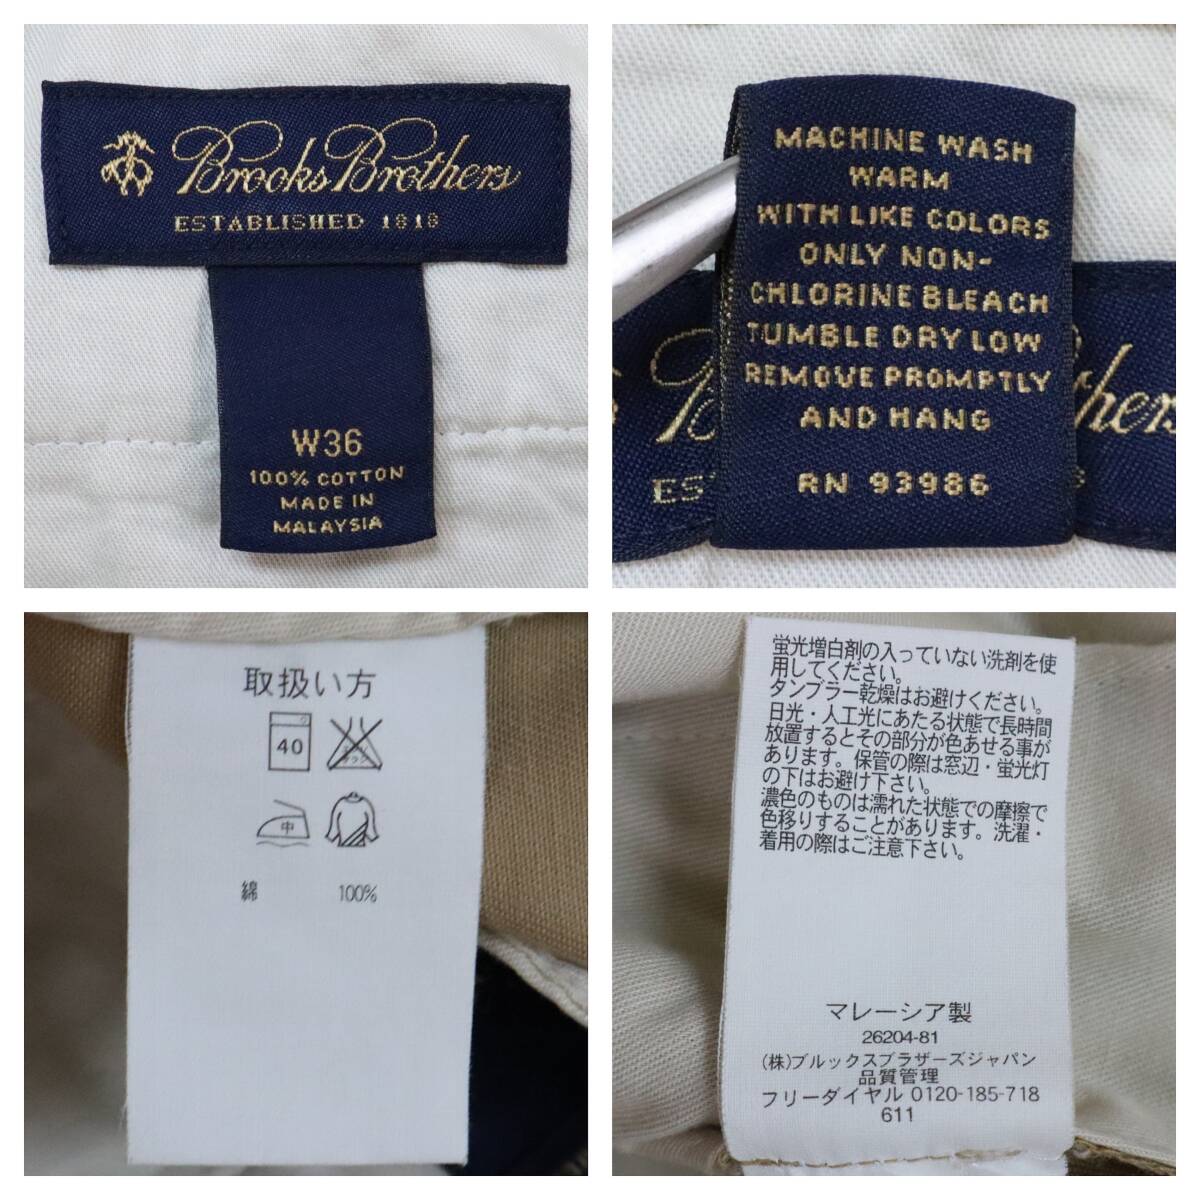 Brooks Brothers
ESTABLISHED 1818
W36
100% COTTON
MADE IN
MALAYSIA
MACHINE WASH
WARM
WITH LIKE COLORS
ONLY NON-
CHLORINE BLEACH
TUMBLE DRY LOW
REMOVE PROMPTLY
AND HANG
RN 93986
取扱い方
40
中
綿 100%
蛍光増白剤の入っていない洗剤を使
用してください。
タンブラー乾燥はお避けください。
日光・人工光にあたる状態で長時間
放置するとその部分が色あせる事が
あります。保管の際は窓辺・蛍光灯
の下はお避け下さい。
濃色のものは濡れた状態での摩擦で
色移りすることがあります。洗濯・
着用の際はご注意下さい。
マレーシア製
26204-81
(株)ブルックスブラザーズジャパン
品質管理
フリーダイヤル 0120-185-718
611